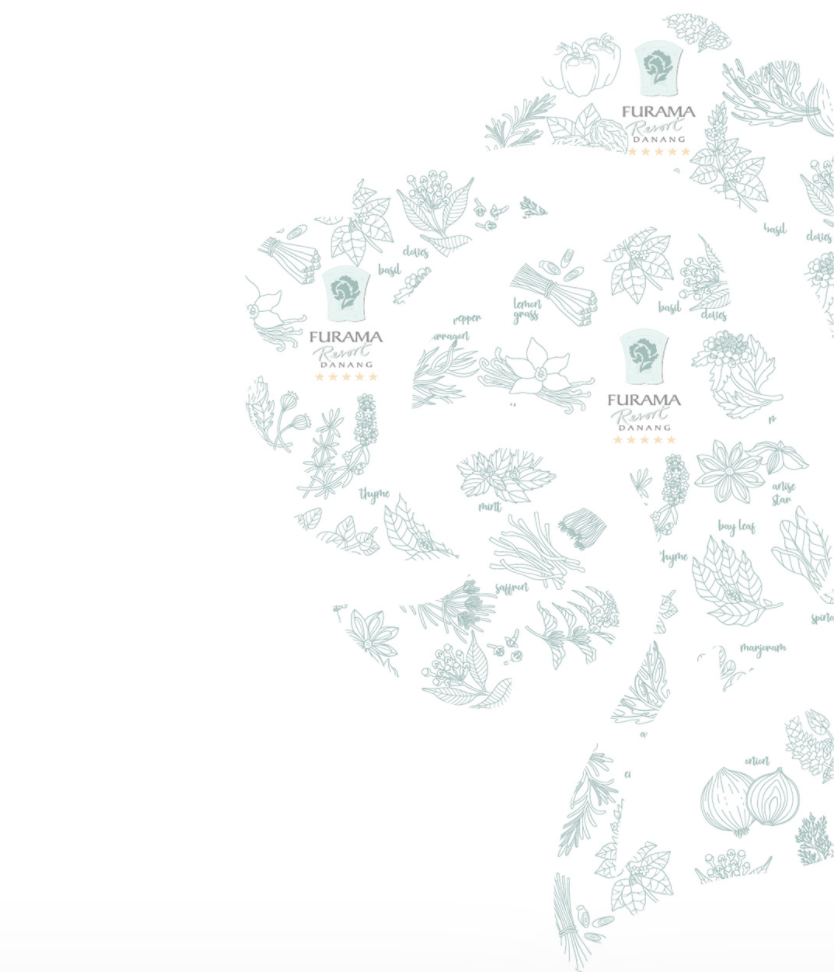 FURAMA
Resort
DANANG
basil
cloves
cloves
basil
FURAMA
Resort
DANANG
pepper
lemon
grass
basil
cloves
FURAMA
Resort
DANANG
thyme
mint
anise
star
bay leaf
thyme
saffron
marjoram
onion